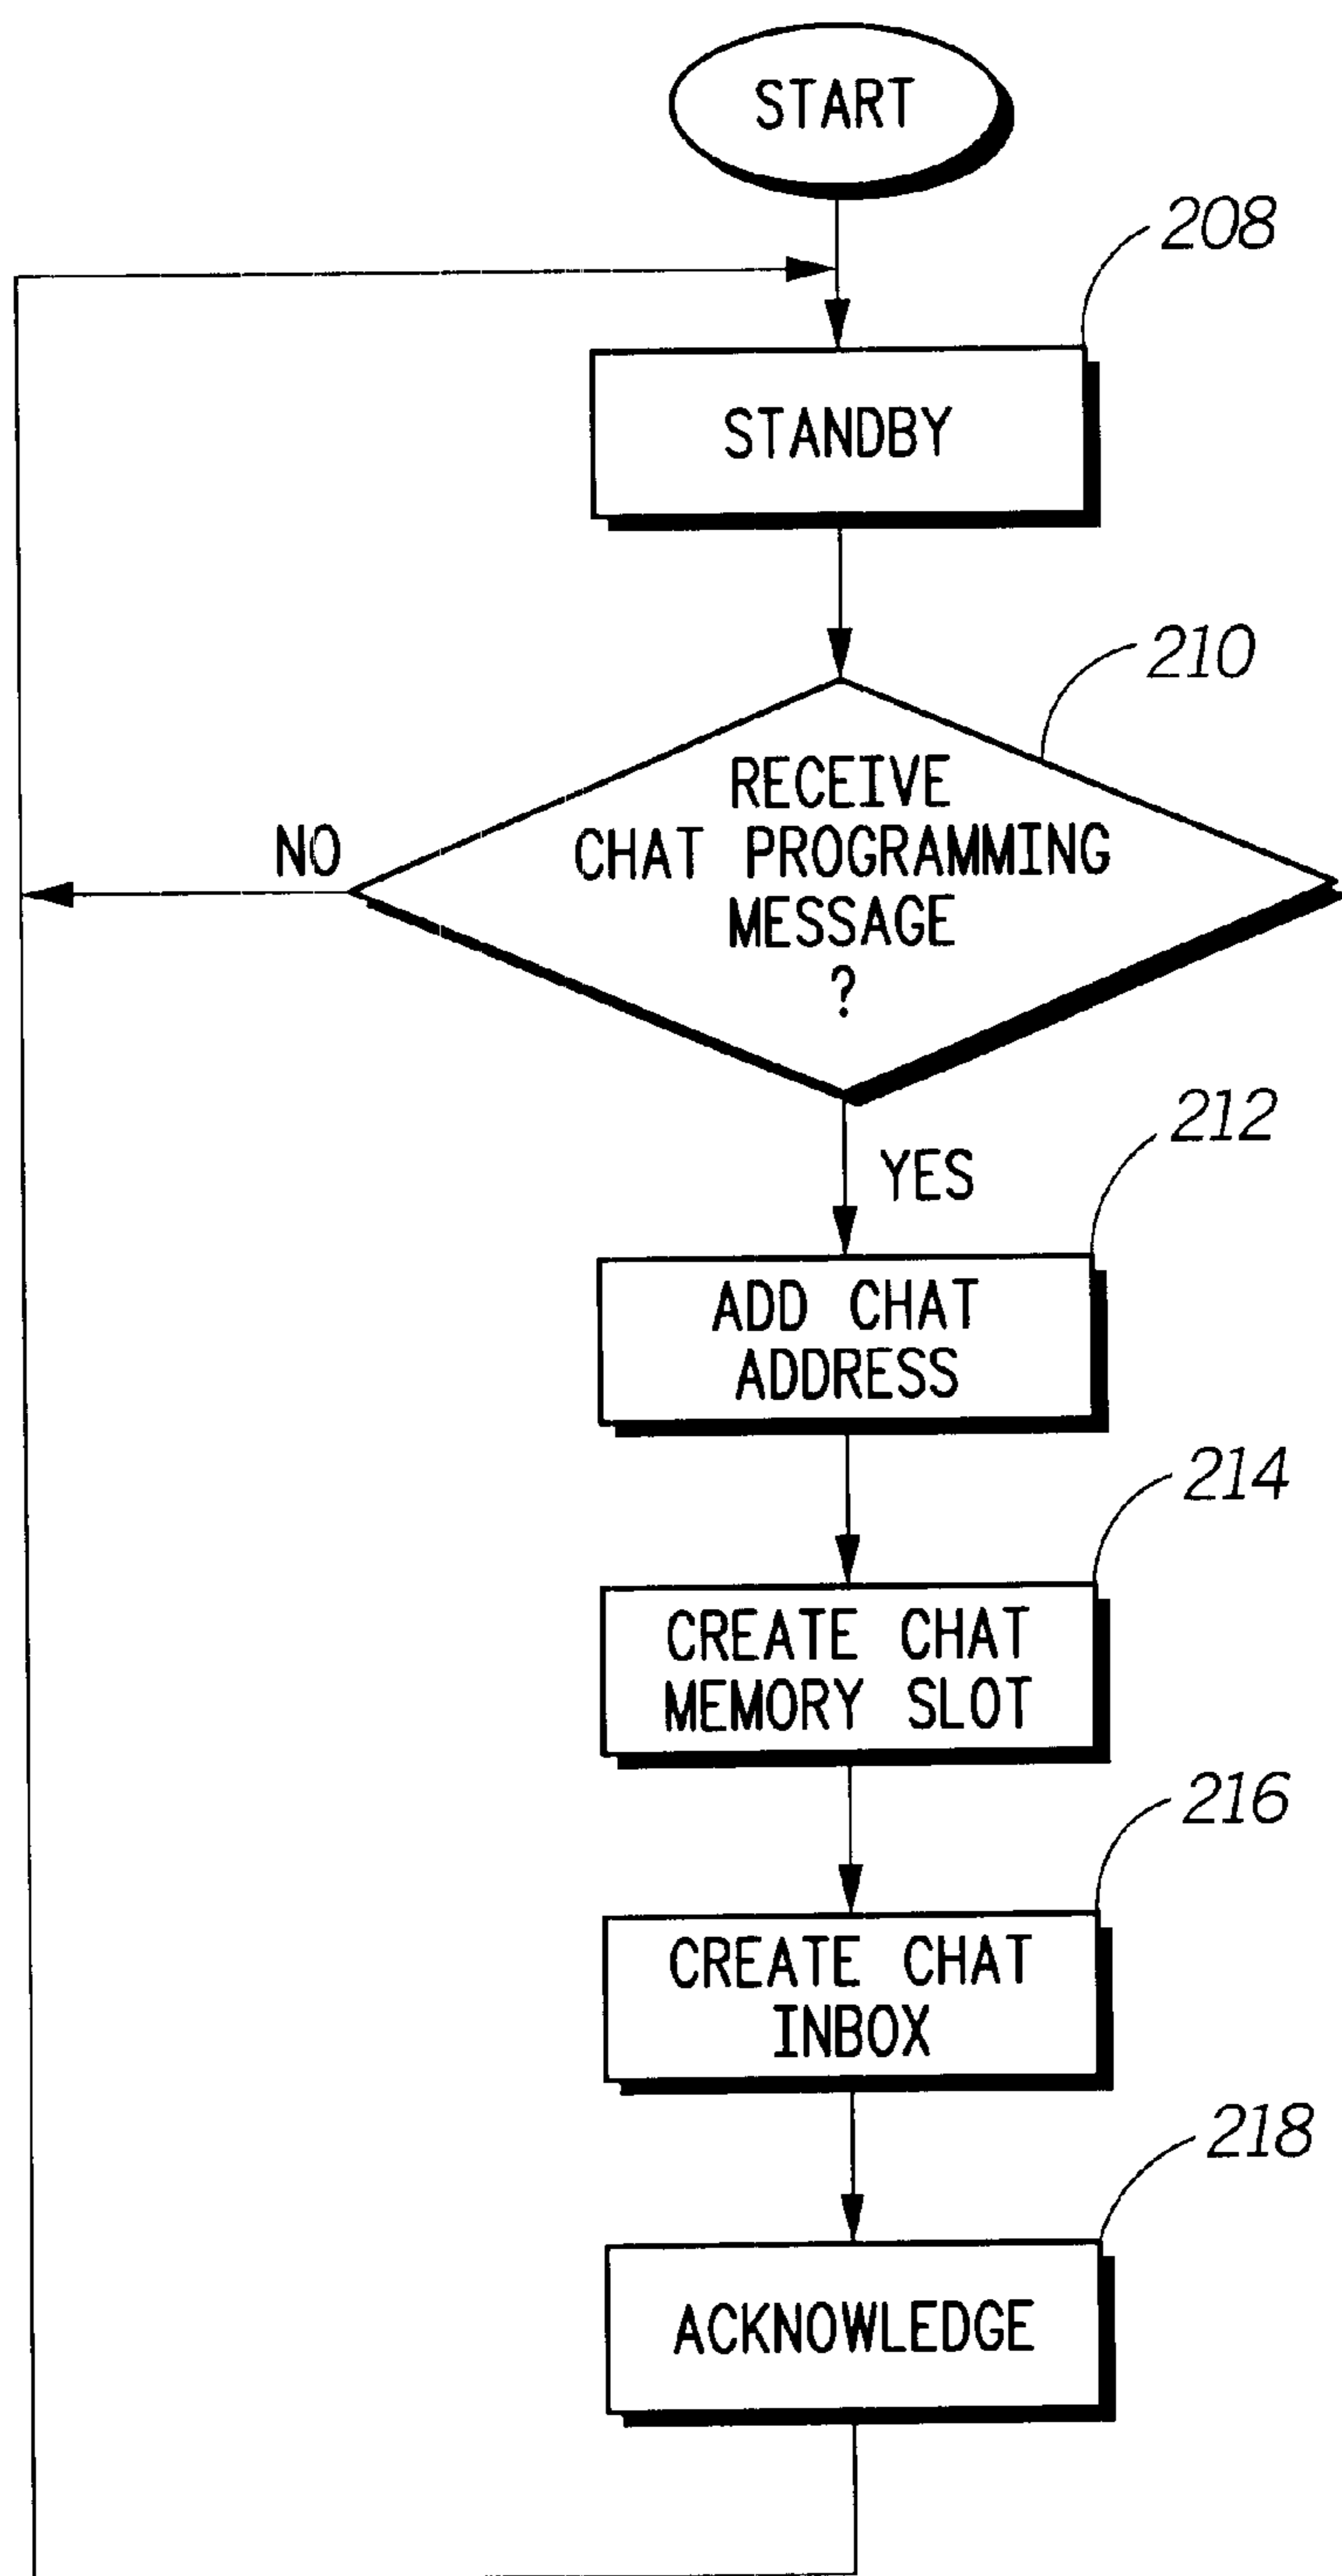 START
208
STANDBY
210
RECEIVE
CHAT PROGRAMMING
MESSAGE
?
NO
YES
212
ADD CHAT
ADDRESS
214
CREATE CHAT
MEMORY SLOT
216
CREATE CHAT
INBOX
218
ACKNOWLEDGE